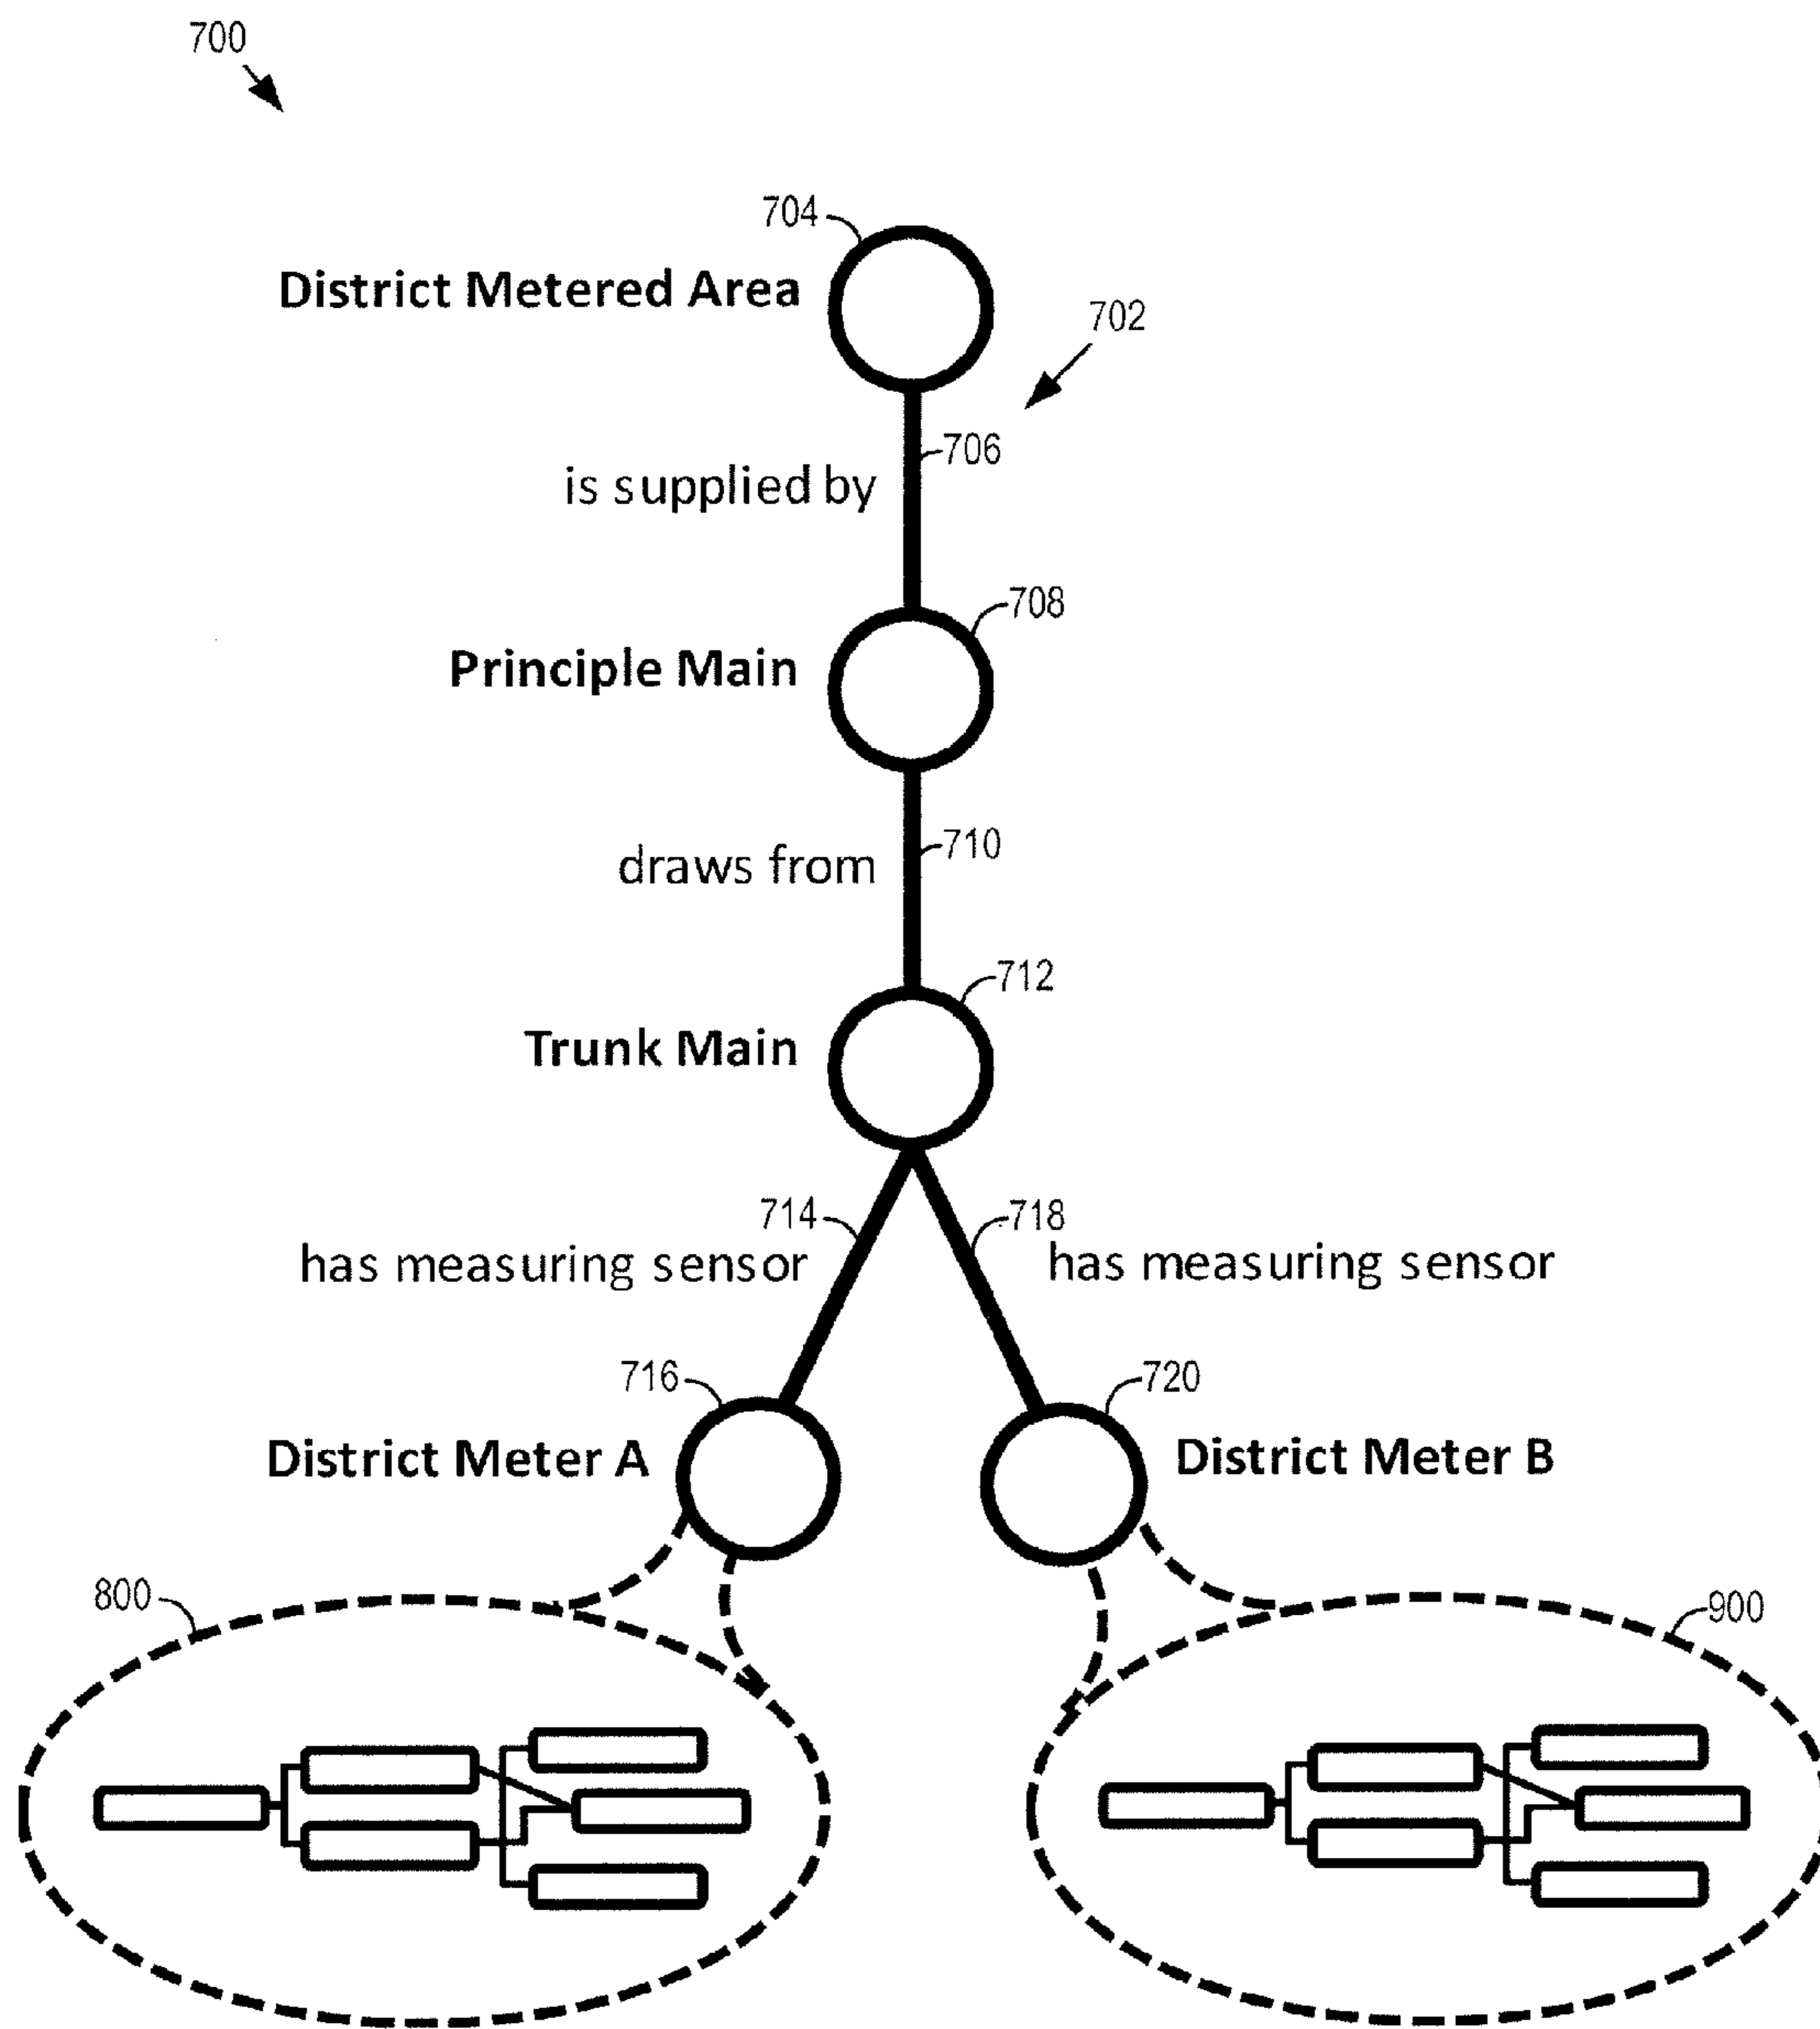 700
704
District Metered Area
702
706
is supplied by
708
Principle Main
710
draws from
712
Trunk Main
714
718
has measuring sensor
has measuring sensor
716
720
District Meter A
District Meter B
800
900